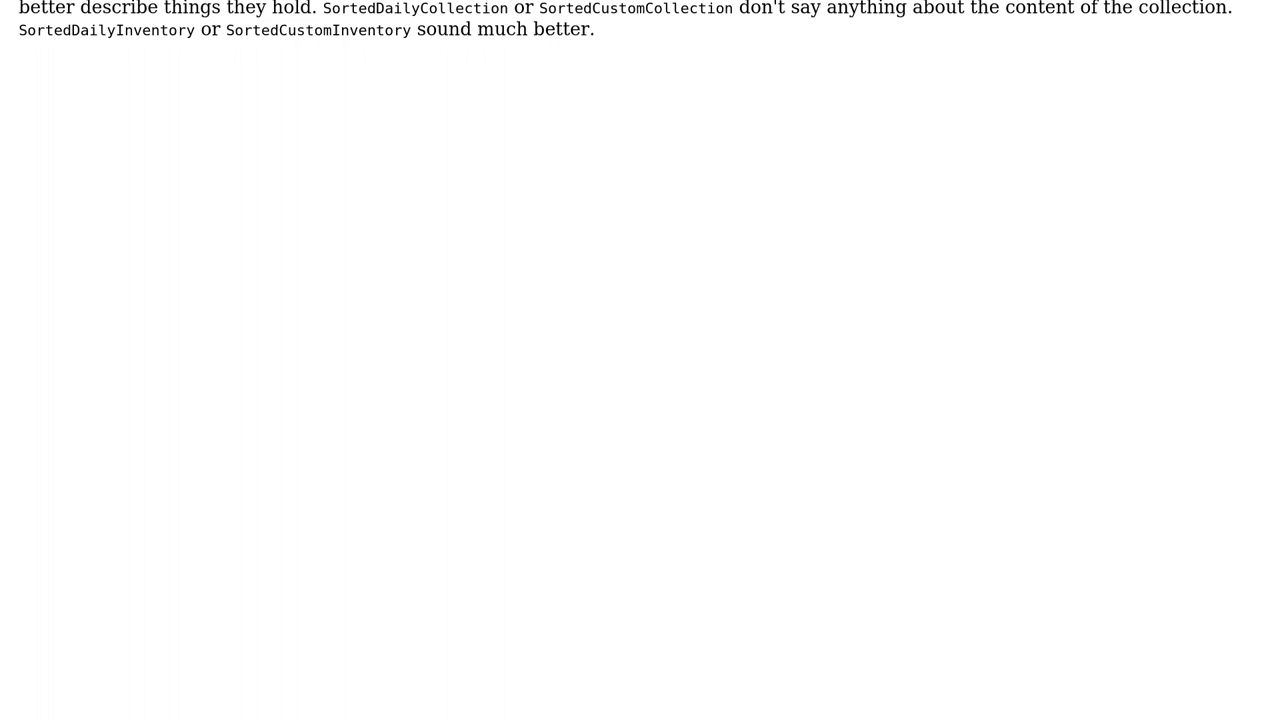 better describe things they hold. SortedDailyCollection or SortedCustomCollection don't say anything about the content of the collection.
SortedDailyInventory or SortedCustomInventory sound much better.